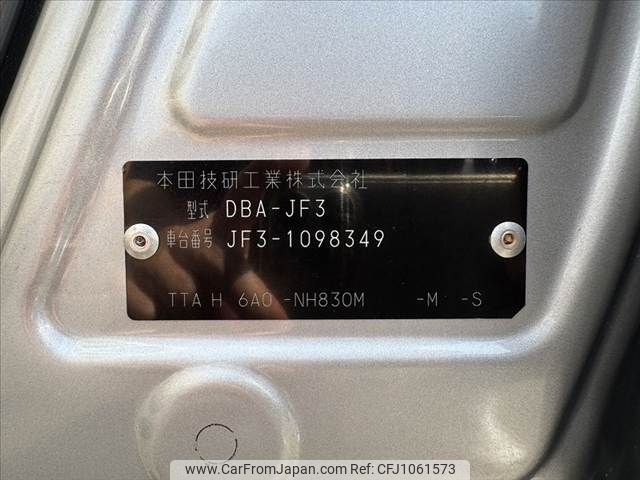 本田技研工業株式会社
型式 DBA-JF3
車台番号 JF3-1098349
TTA H 6A0 -NH830M -M -S
www.CarFromJapan.com | ID: CFJ1061573